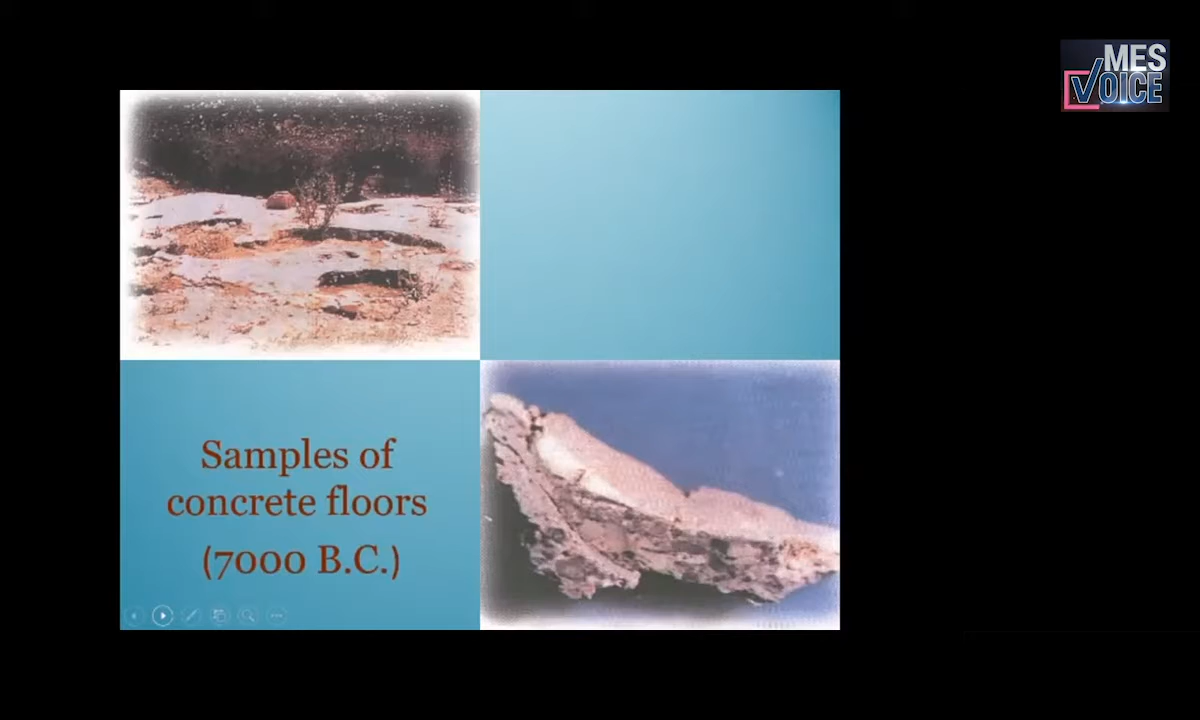 MES
VOICE
Samples of
concrete floors
(7000 B.C.)